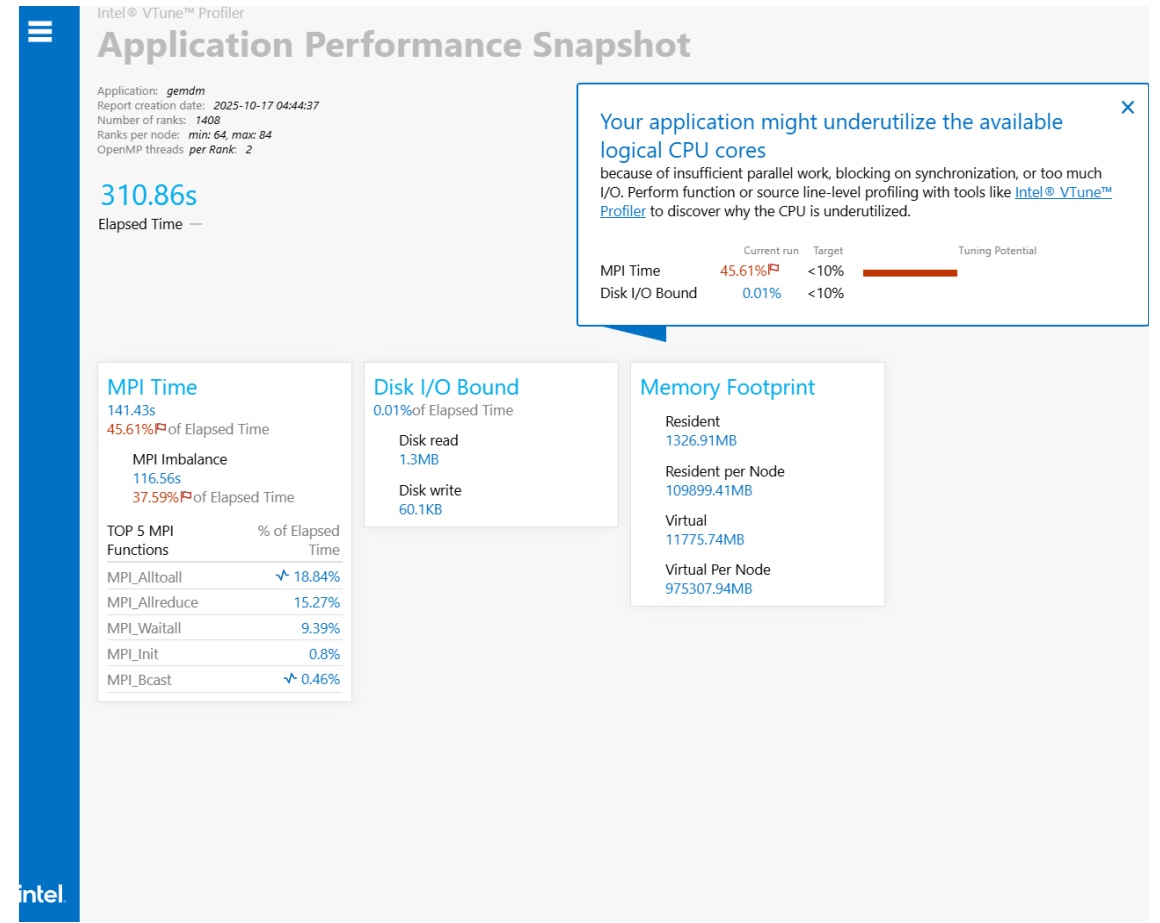 Intel® VTune™ Profiler
Application Performance Snapshot
Application: gemdm
Report creation date: 2025-10-17 04:44:37
Number of ranks: 1408
Ranks per node: min: 64, max: 84
OpenMP threads per Rank: 2
310.86s
Elapsed Time —
Your application might underutilize the available
logical CPU cores
because of insufficient parallel work, blocking on synchronization, or too much
I/O. Perform function or source line-level profiling with tools like Intel® VTune™
Profiler to discover why the CPU is underutilized.
Current run Target Tuning Potential
MPI Time 45.61% <10%
Disk I/O Bound 0.01% <10%
MPI Time
141.43s
45.61% of Elapsed Time
MPI Imbalance
116.56s
37.59% of Elapsed Time
TOP 5 MPI % of Elapsed
Functions Time
MPI_Alltoall 18.84%
MPI_Allreduce 15.27%
MPI_Waitall 9.39%
MPI_Init 0.8%
MPI_Bcast 0.46%
Disk I/O Bound
0.01%of Elapsed Time
Disk read
1.3MB
Disk write
60.1KB
Memory Footprint
Resident
1326.91MB
Resident per Node
109899.41MB
Virtual
11775.74MB
Virtual Per Node
975307.94MB
intel.